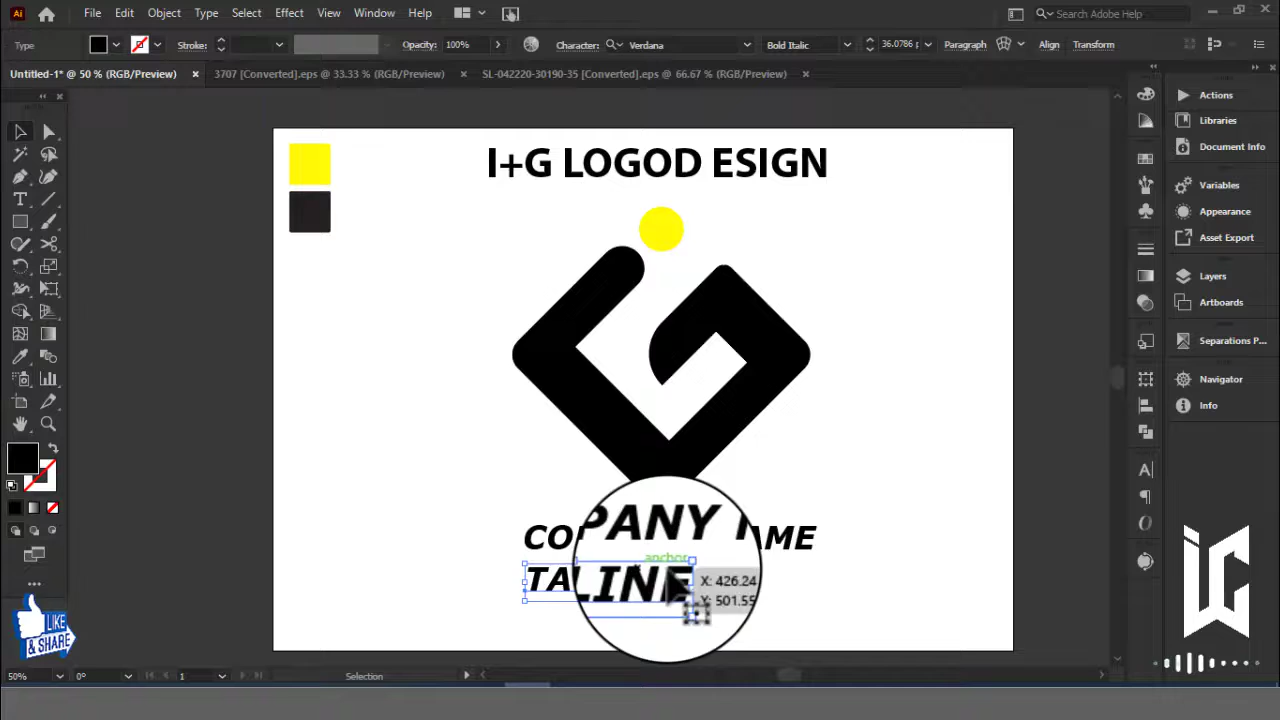 Ai File Edit Object Type Select Effect View Window Help Search Adobe Help
Type Stroke: Opacity: 100% Character: Verdana Bold Italic 36.0786 p Paragraph Align Transform
Untitled-1* @ 50 % (RGB/Preview) × 3707 [Converted].eps @ 33.33 % (RGB/Preview) × SL-042220-30190-35 [Converted].eps @ 66.67 % (RGB/Preview) ×
Actions
Libraries
Document Info
Variables
Appearance
Asset Export
Layers
Artboards
Separations P...
Navigator
Info
I+G LOGOD ESIGN
PANY
anchor
TALINE
X: 426.24
Y: 501.55
LIKE
& SHARE
50% 0° 1 Selection